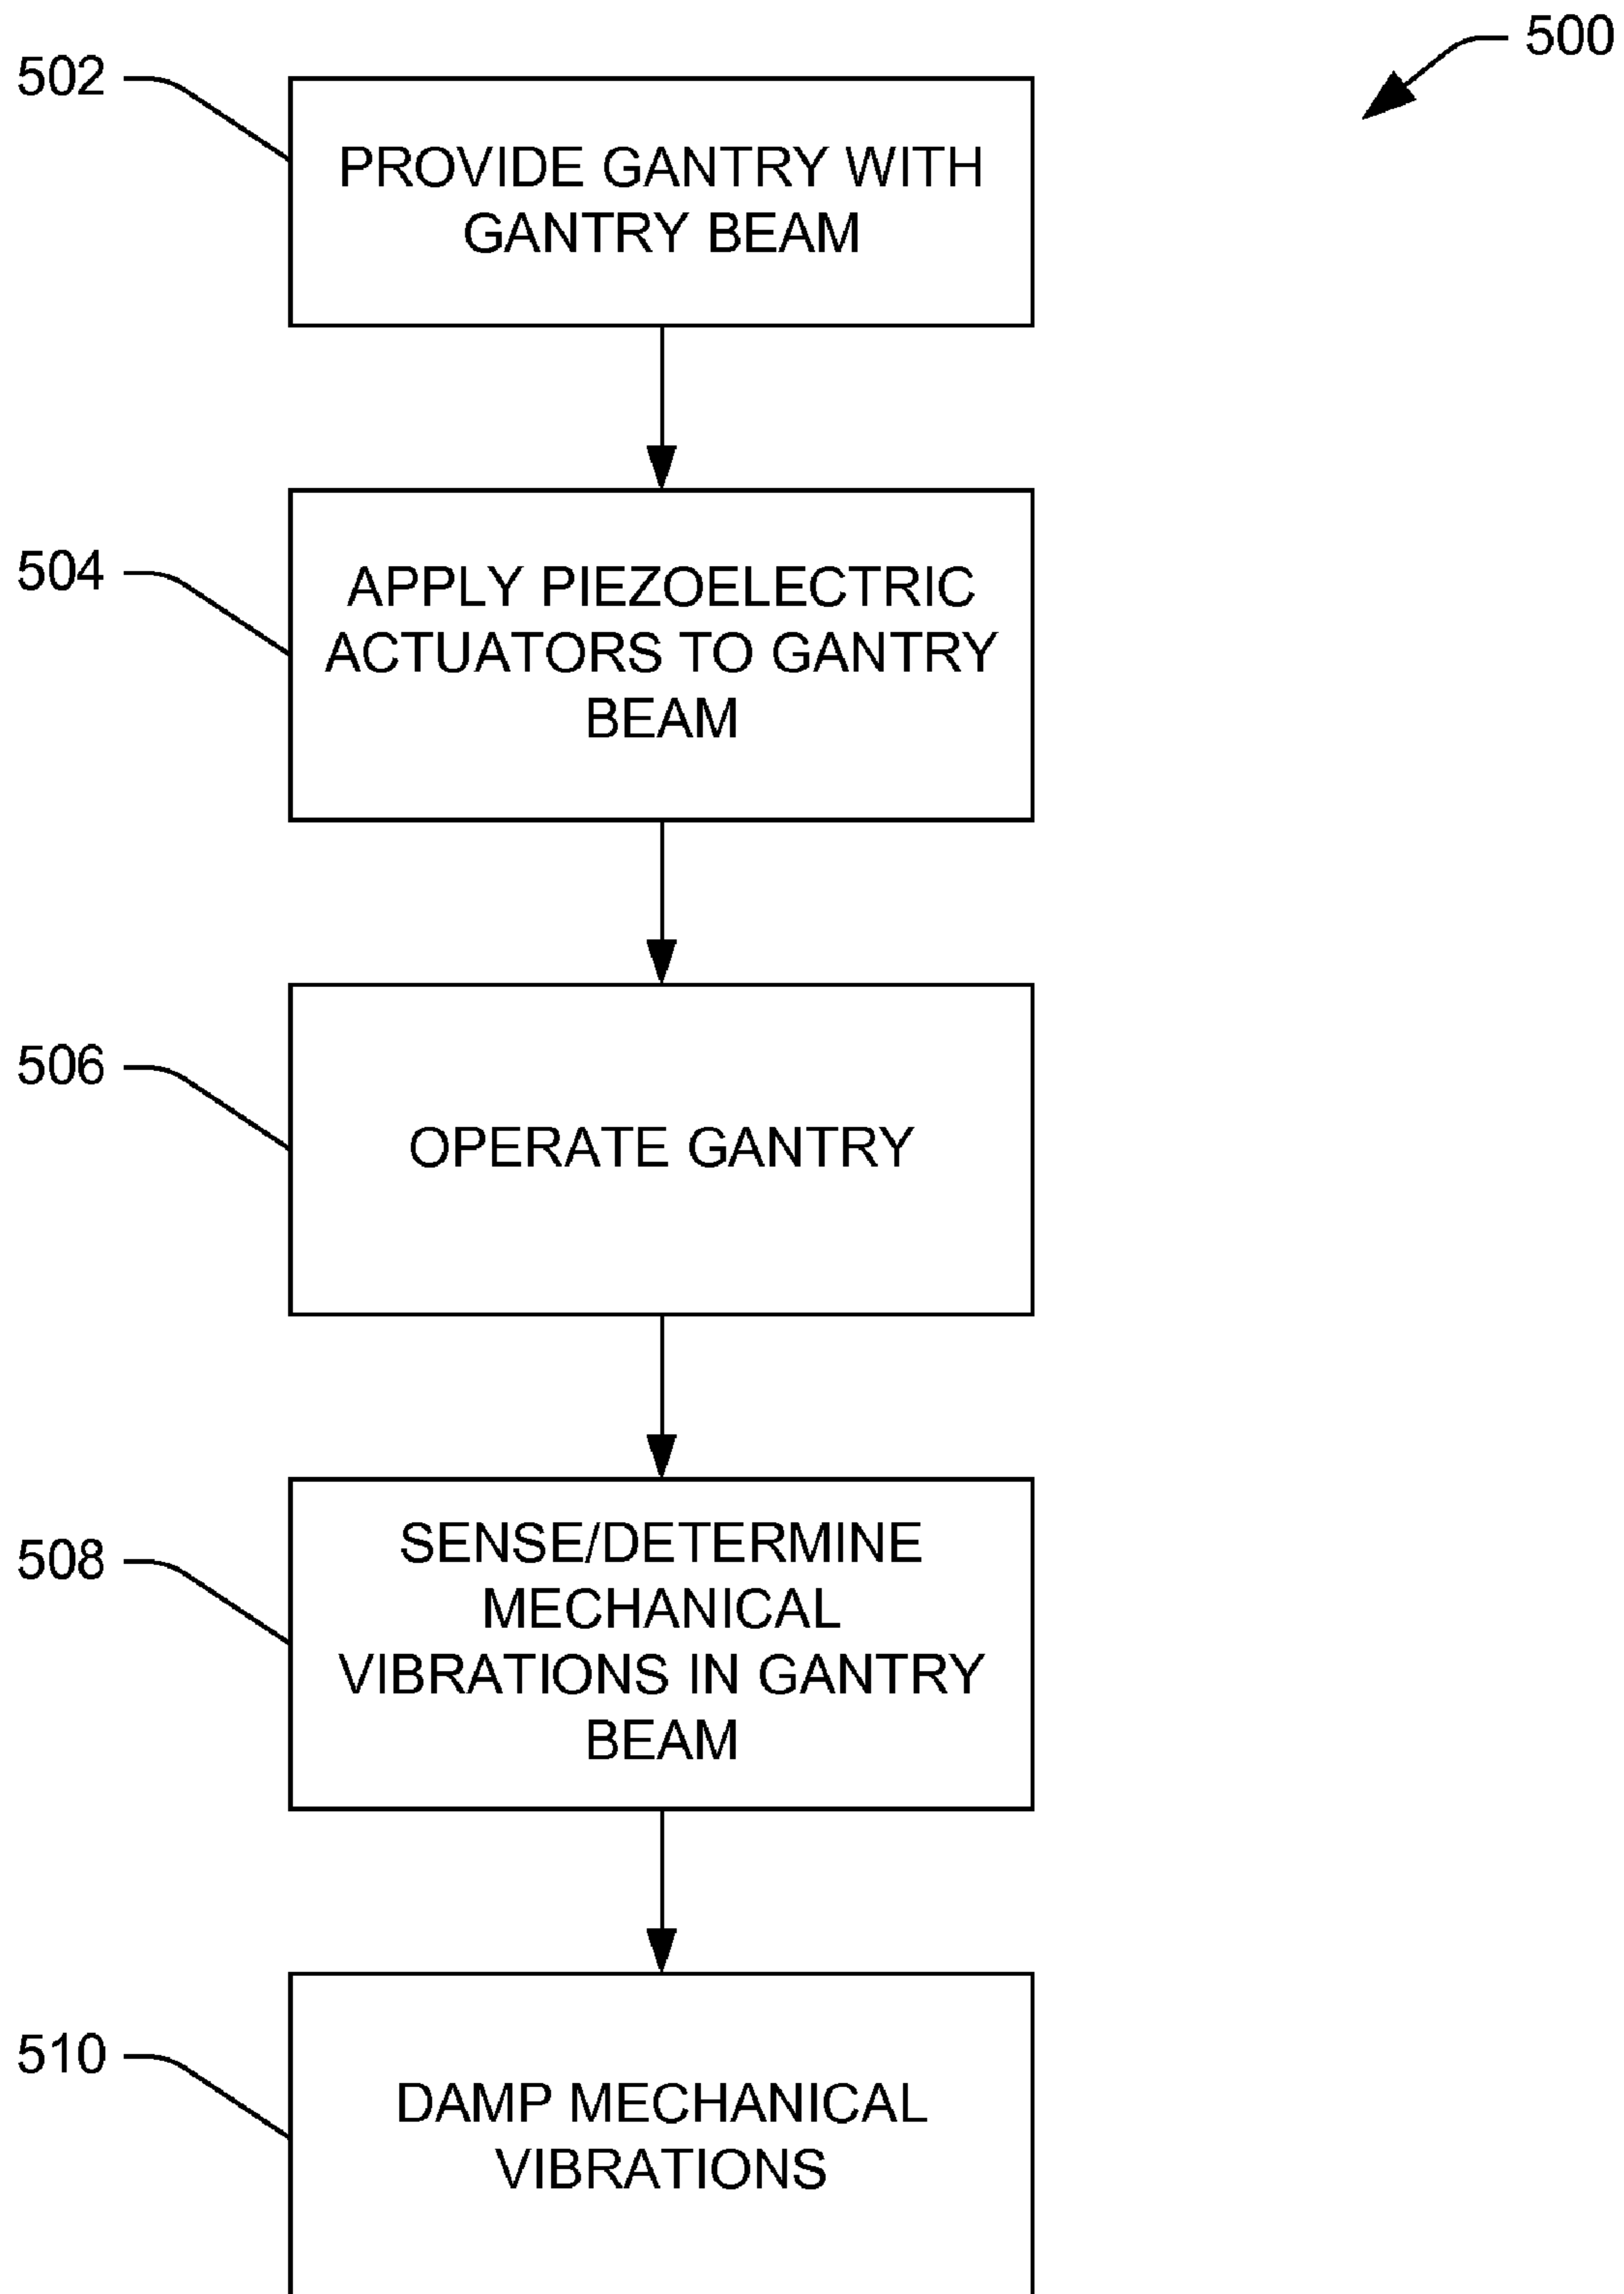 500
502
PROVIDE GANTRY WITH
GANTRY BEAM
504
APPLY PIEZOELECTRIC
ACTUATORS TO GANTRY
BEAM
506
OPERATE GANTRY
508
SENSE/DETERMINE
MECHANICAL
VIBRATIONS IN GANTRY
BEAM
510
DAMP MECHANICAL
VIBRATIONS